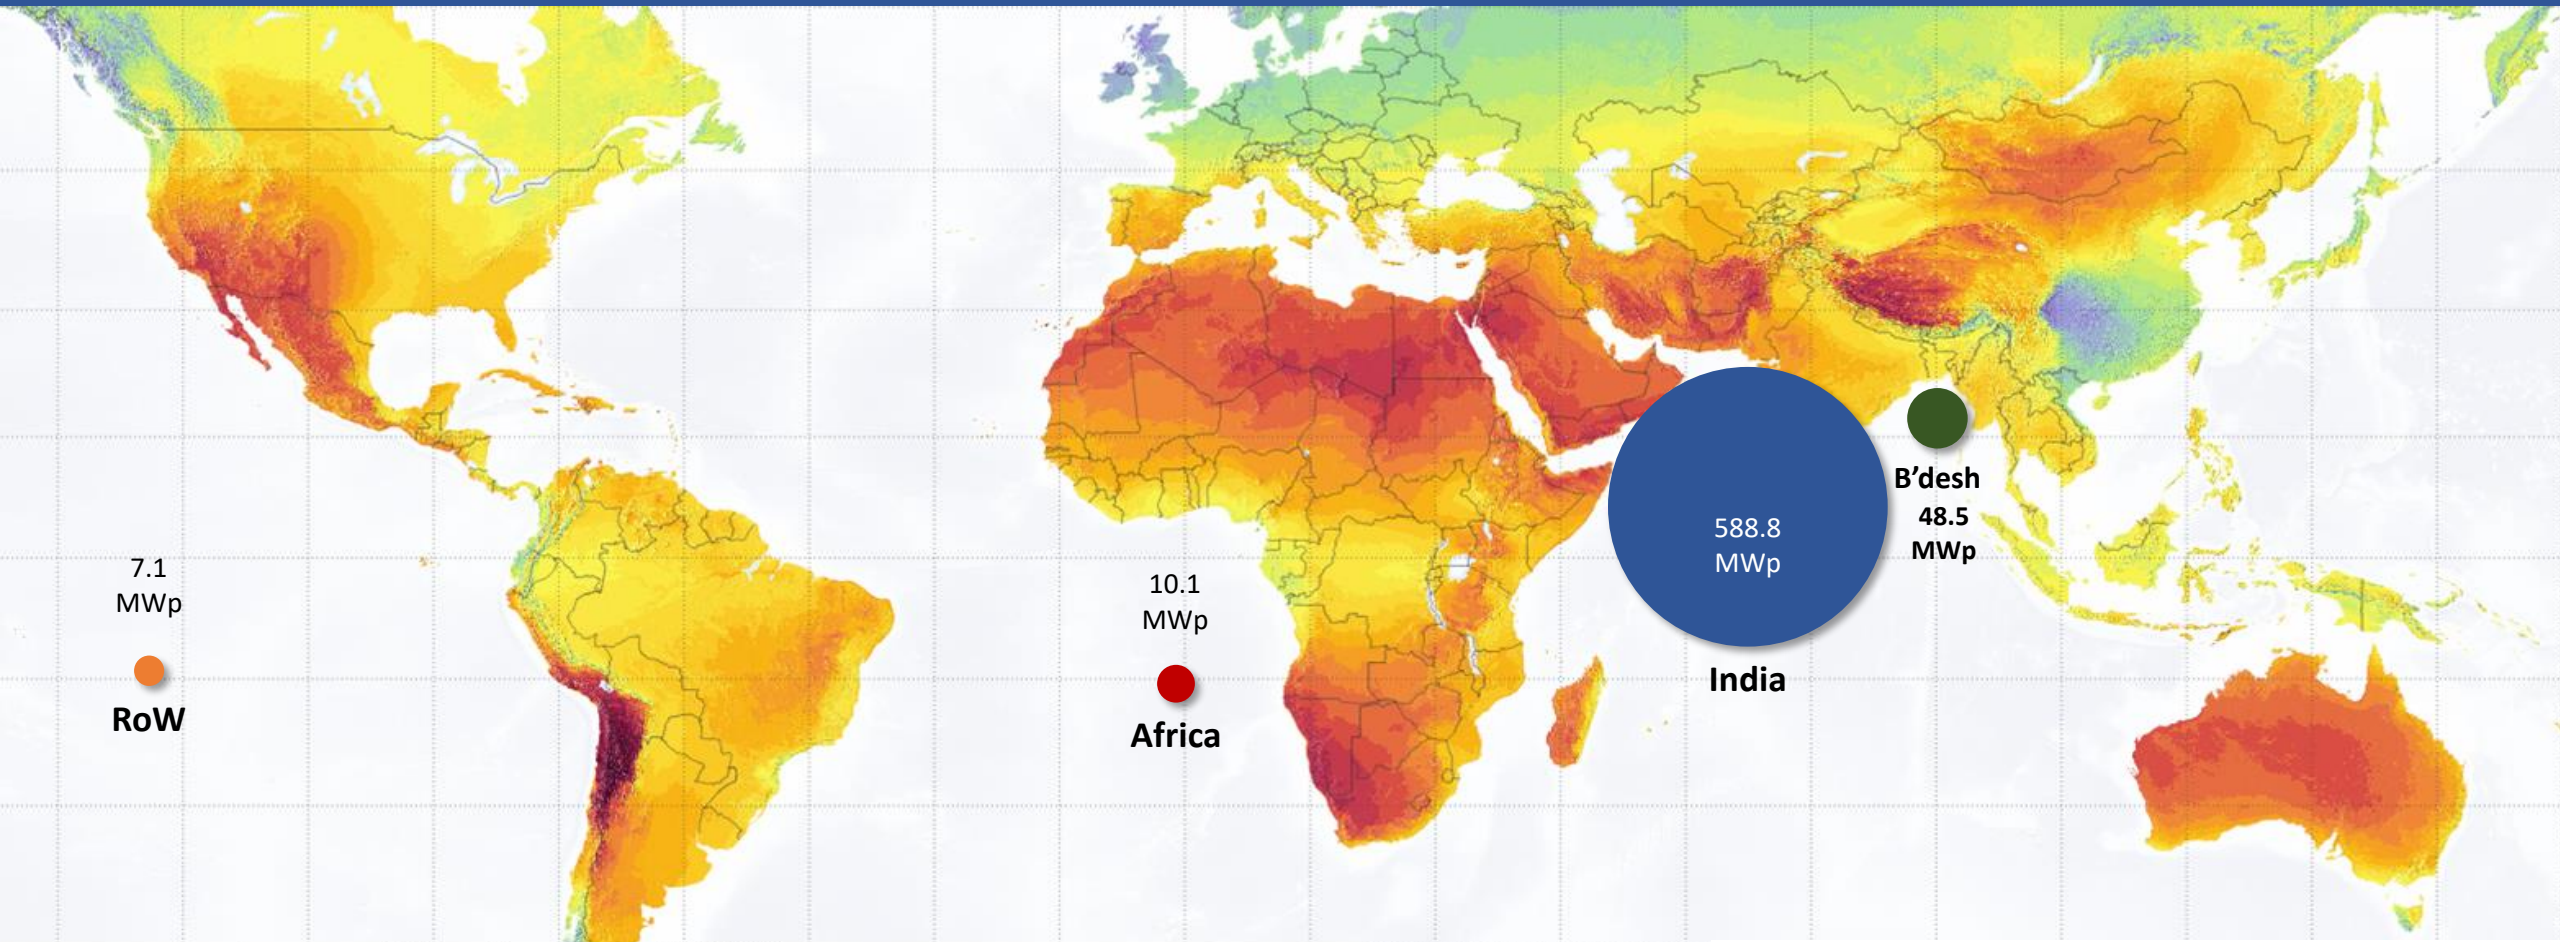 7.1
MWp
RoW
10.1
MWp
Africa
588.8
MWp
India
B’desh
48.5
MWp